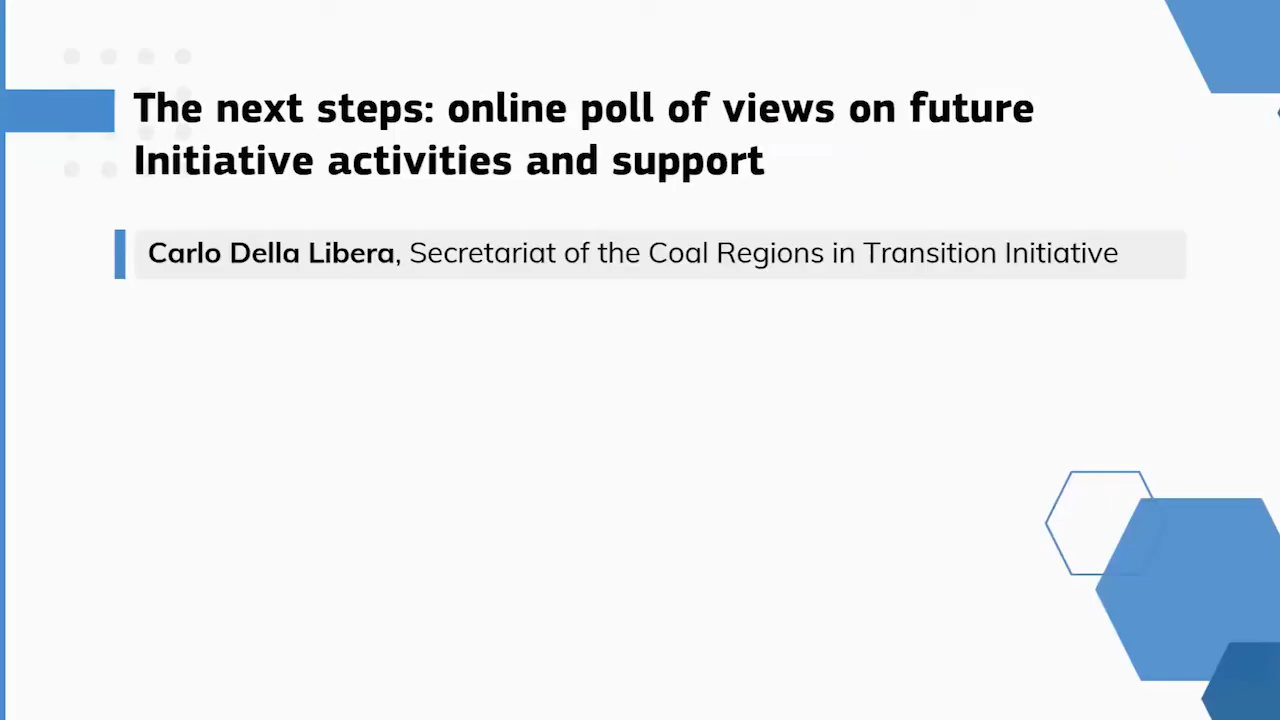 The next steps: online poll of views on future
Initiative activities and support
Carlo Della Libera, Secretariat of the Coal Regions in Transition Initiative